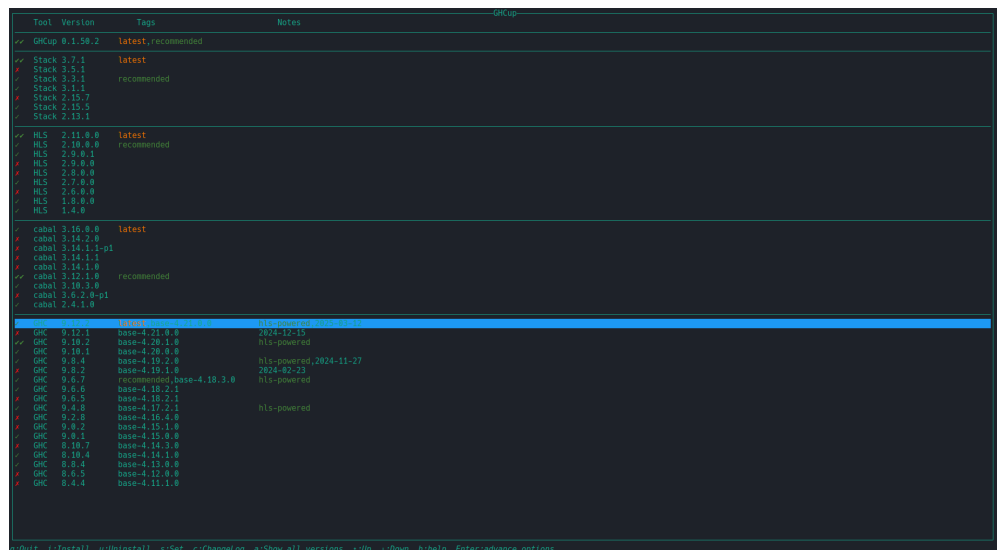 GHCup
Tool Version Tags Notes
✔✔ GHCup 0.1.50.2 latest,recommended
✔✔ Stack 3.7.1 latest
✗ Stack 3.5.1
✓ Stack 3.3.1 recommended
✓ Stack 3.1.1
✗ Stack 2.15.7
✓ Stack 2.15.5
✓ Stack 2.13.1
✔✔ HLS 2.11.0.0 latest
✓ HLS 2.10.0.0 recommended
✓ HLS 2.9.0.1
✗ HLS 2.9.0.0
✗ HLS 2.8.0.0
✓ HLS 2.7.0.0
✗ HLS 2.6.0.0
✓ HLS 1.8.0.0
✓ HLS 1.4.0
✓ cabal 3.16.0.0 latest
✗ cabal 3.14.2.0
✗ cabal 3.14.1.1-p1
✗ cabal 3.14.1.1
✗ cabal 3.14.1.0
✔✔ cabal 3.12.1.0 recommended
✓ cabal 3.10.3.0
✗ cabal 3.6.2.0-p1
✓ cabal 2.4.1.0
latest
✗ GHC 9.12.1 base-4.21.0.0 2024-12-15
✔✔ GHC 9.10.2 base-4.20.1.0 hls-powered
✓ GHC 9.10.1 base-4.20.0.0
✓ GHC 9.8.4 base-4.19.2.0 hls-powered,2024-11-27
✗ GHC 9.8.2 base-4.19.1.0 2024-02-23
✓ GHC 9.6.7 recommended,base-4.18.3.0 hls-powered
✓ GHC 9.6.6 base-4.18.2.1
✗ GHC 9.6.5 base-4.18.2.1
✓ GHC 9.4.8 base-4.17.2.1 hls-powered
✗ GHC 9.2.8 base-4.16.4.0
✗ GHC 9.0.2 base-4.15.1.0
✓ GHC 9.0.1 base-4.15.0.0
✗ GHC 8.10.7 base-4.14.3.0
✓ GHC 8.10.4 base-4.14.1.0
✓ GHC 8.8.4 base-4.13.0.0
✗ GHC 8.6.5 base-4.12.0.0
✗ GHC 8.4.4 base-4.11.1.0
q:Quit i:Install u:Uninstall s:Set c:ChangeLog a:Show all versions ↑:Up ↓:Down h:help Enter:advance options